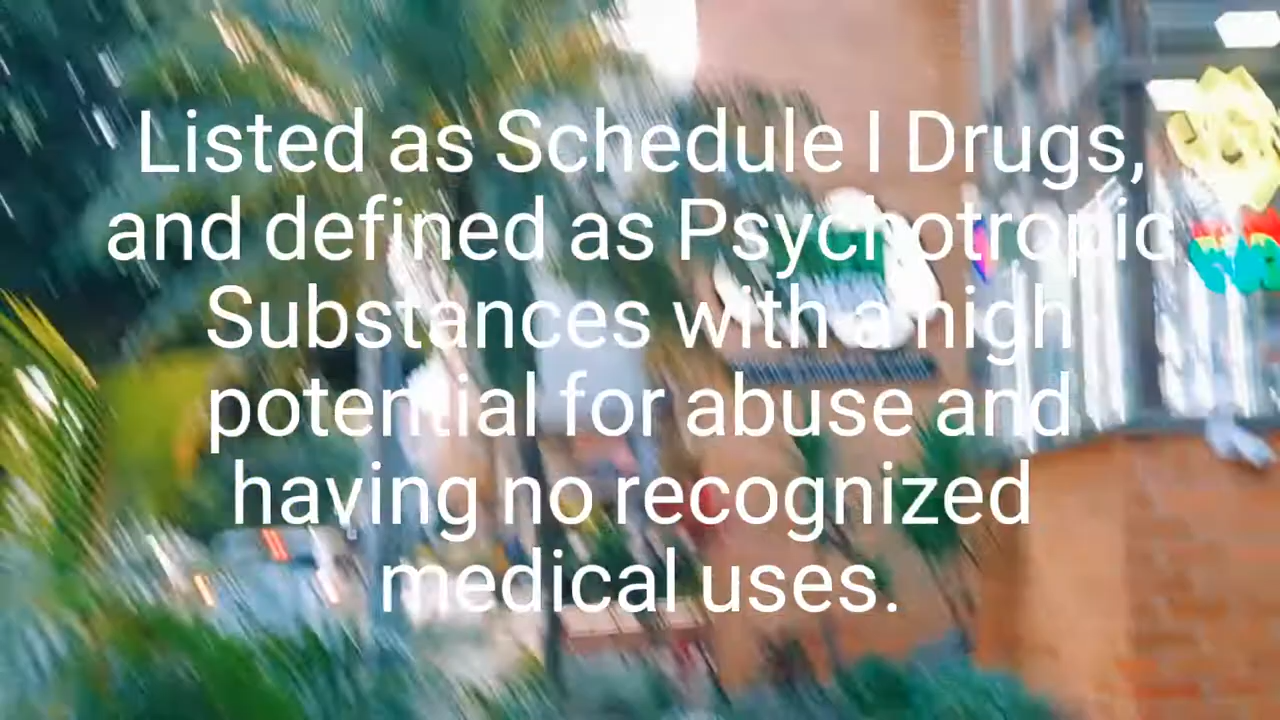 Listed as Schedule I Drugs,
and defined as Psychotropic
Substances with a high
potential for abuse and
having no recognized
medical uses.